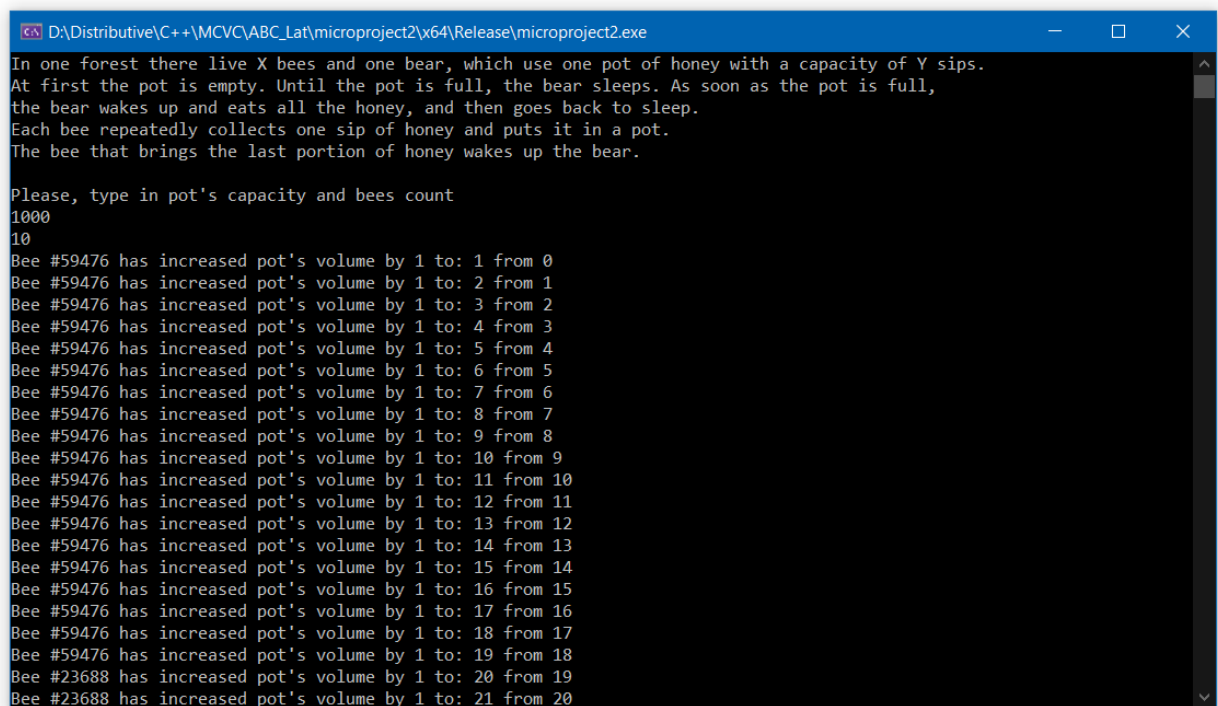 D:\Distributive\C++\MCVC\ABC_Lat\microproject2\x64\Release\microproject2.exe
In one forest there live X bees and one bear, which use one pot of honey with a capacity of Y sips.
At first the pot is empty. Until the pot is full, the bear sleeps. As soon as the pot is full,
the bear wakes up and eats all the honey, and then goes back to sleep.
Each bee repeatedly collects one sip of honey and puts it in a pot.
The bee that brings the last portion of honey wakes up the bear.
Please, type in pot's capacity and bees count
1000
10
Bee #59476 has increased pot's volume by 1 to: 1 from 0
Bee #59476 has increased pot's volume by 1 to: 2 from 1
Bee #59476 has increased pot's volume by 1 to: 3 from 2
Bee #59476 has increased pot's volume by 1 to: 4 from 3
Bee #59476 has increased pot's volume by 1 to: 5 from 4
Bee #59476 has increased pot's volume by 1 to: 6 from 5
Bee #59476 has increased pot's volume by 1 to: 7 from 6
Bee #59476 has increased pot's volume by 1 to: 8 from 7
Bee #59476 has increased pot's volume by 1 to: 9 from 8
Bee #59476 has increased pot's volume by 1 to: 10 from 9
Bee #59476 has increased pot's volume by 1 to: 11 from 10
Bee #59476 has increased pot's volume by 1 to: 12 from 11
Bee #59476 has increased pot's volume by 1 to: 13 from 12
Bee #59476 has increased pot's volume by 1 to: 14 from 13
Bee #59476 has increased pot's volume by 1 to: 15 from 14
Bee #59476 has increased pot's volume by 1 to: 16 from 15
Bee #59476 has increased pot's volume by 1 to: 17 from 16
Bee #59476 has increased pot's volume by 1 to: 18 from 17
Bee #59476 has increased pot's volume by 1 to: 19 from 18
Bee #23688 has increased pot's volume by 1 to: 20 from 19
Bee #23688 has increased pot's volume by 1 to: 21 from 20